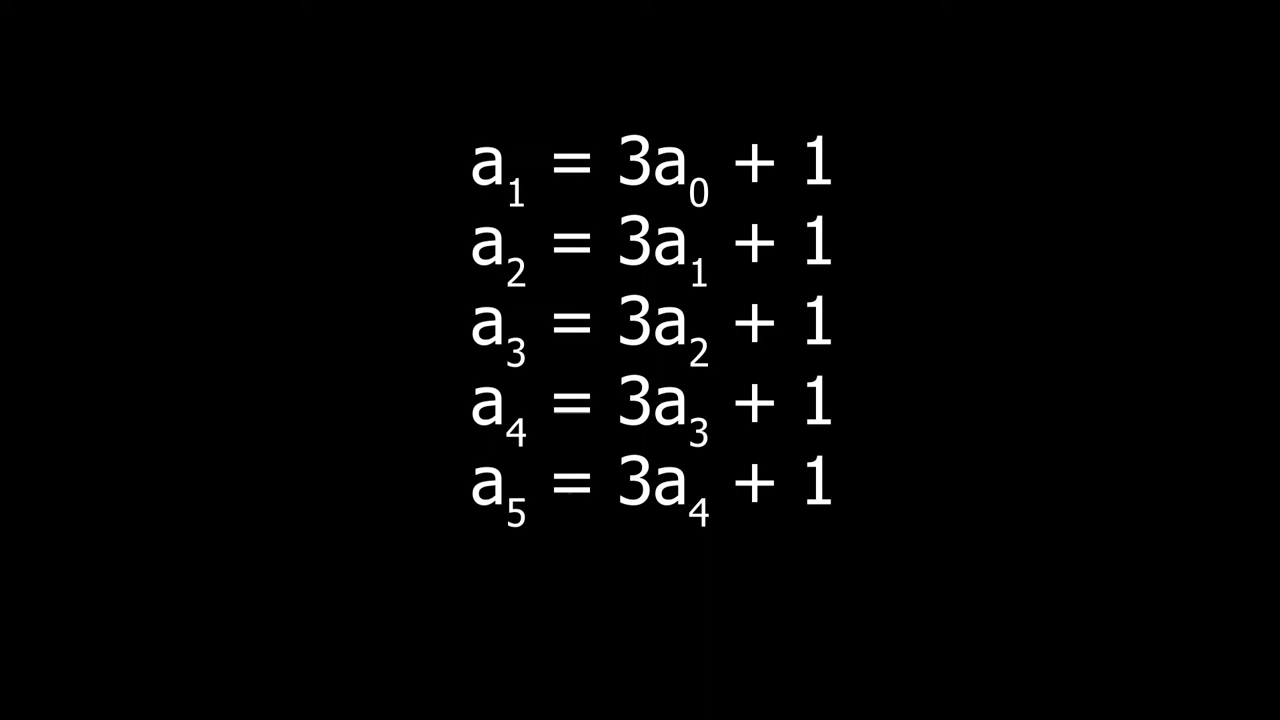 a₁ = 3a₀ + 1
a₂ = 3a₁ + 1
a₃ = 3a₂ + 1
a₄ = 3a₃ + 1
a₅ = 3a₄ + 1